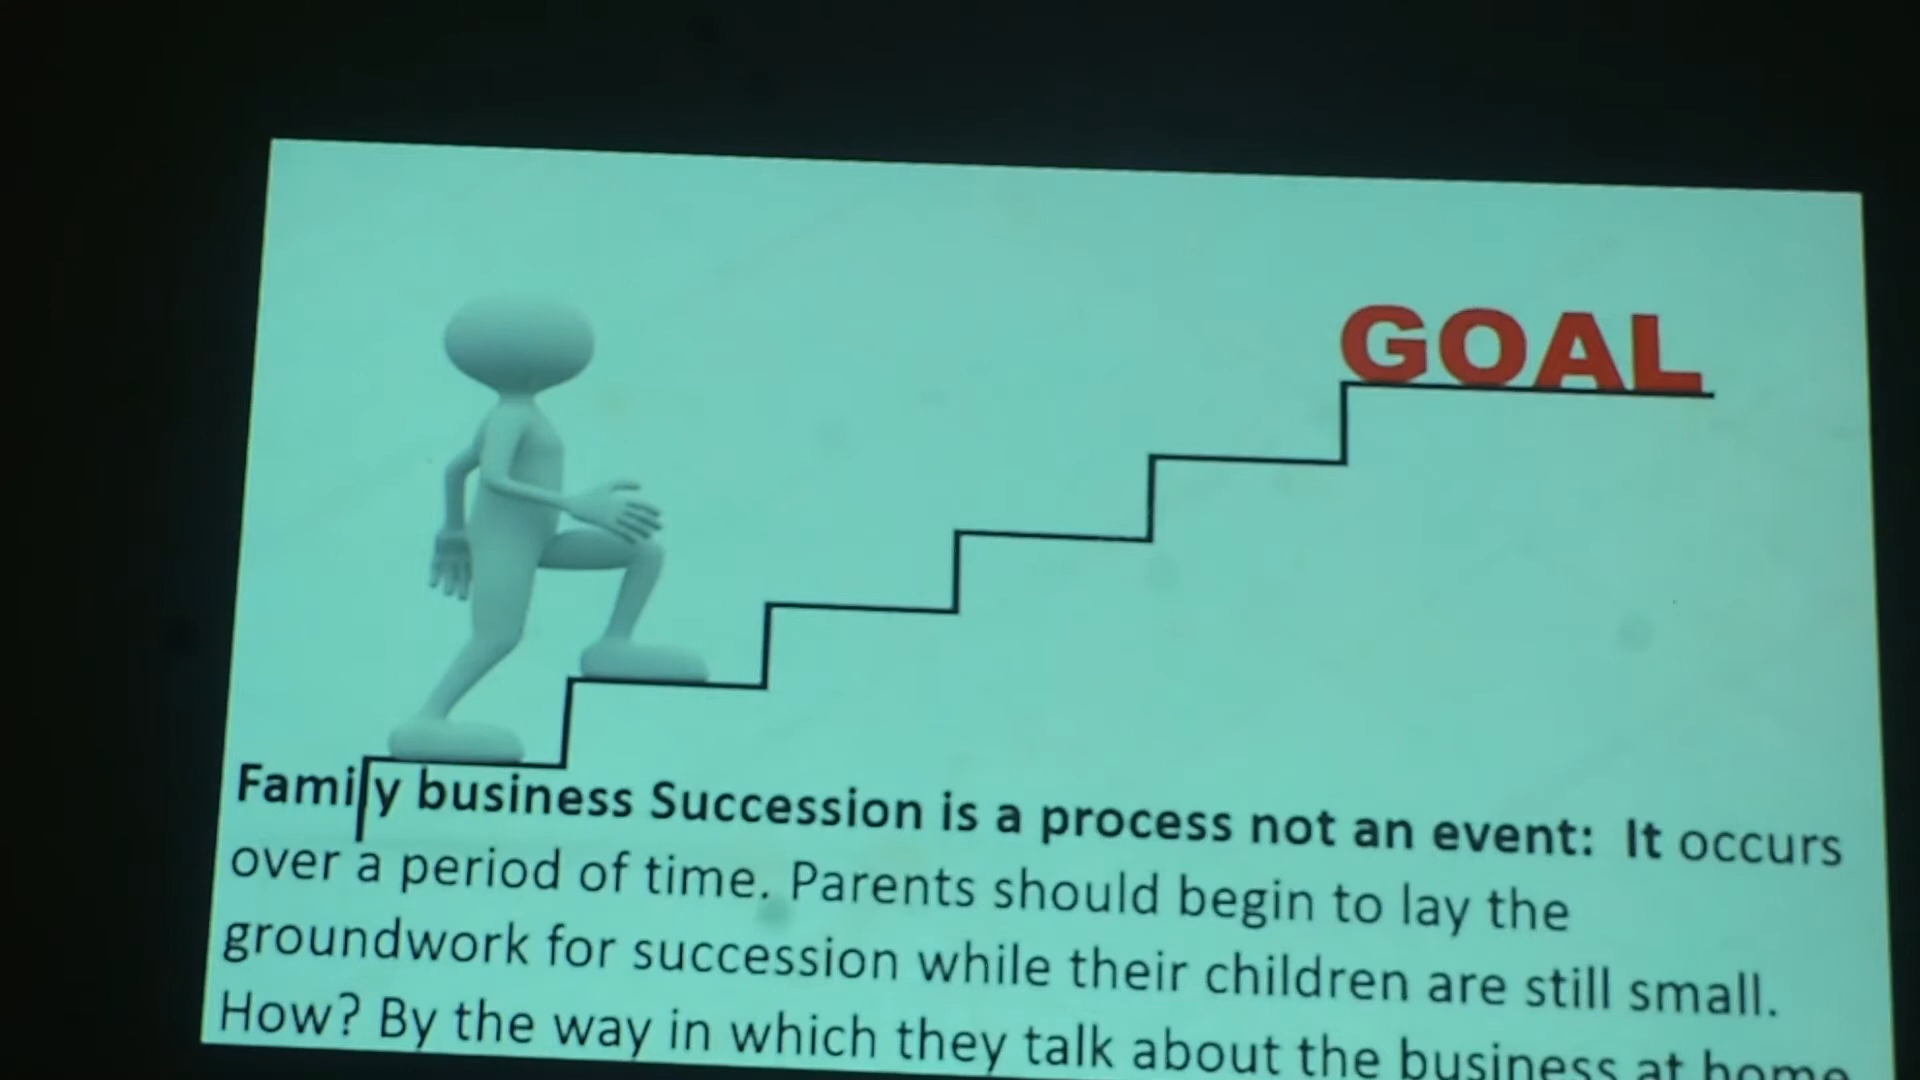 GOAL
Family business Succession is a process not an event: It occurs
over a period of time. Parents should begin to lay the
groundwork for succession while their children are still small.
How? By the way in which they talk about the business at home